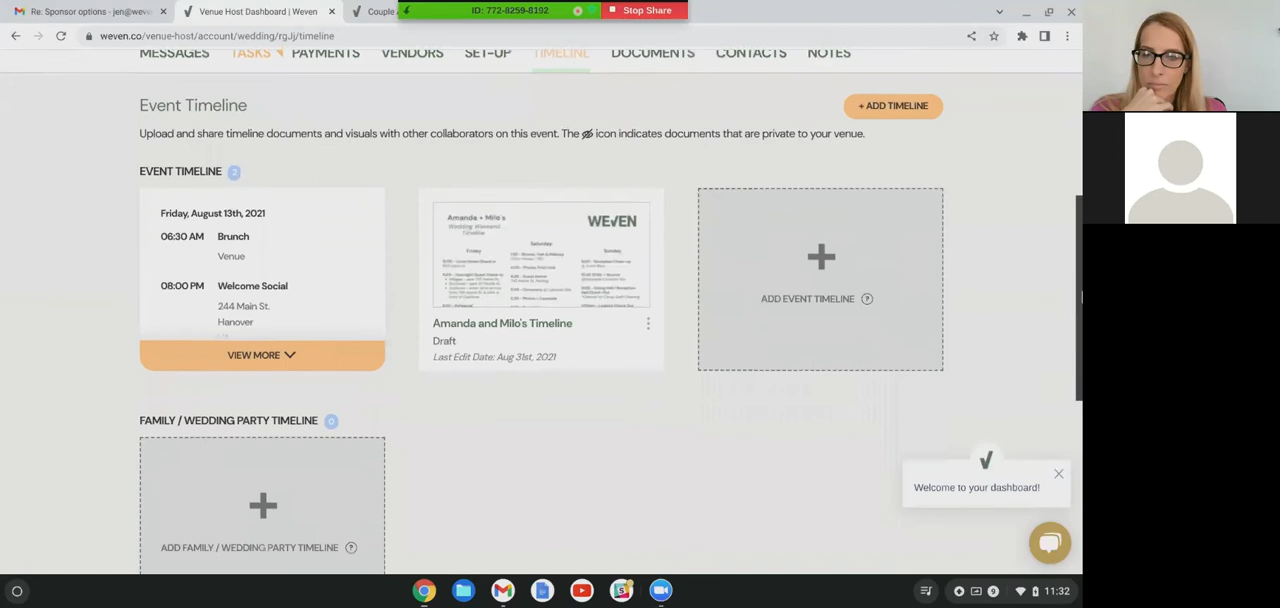 Re: Sponsor options - jen@weve
Venue Host Dashboard | Weven
Couple
ID: 772-8259-8192
Stop Share
weven.co/venue-host/account/wedding/rgJj/timeline
MESSAGES TASKS PAYMENTS VENDORS SET-UP TIMELINE DOCUMENTS CONTACTS NOTES
Event Timeline
+ ADD TIMELINE
Upload and share timeline documents and visuals with other collaborators on this event. The icon indicates documents that are private to your venue.
EVENT TIMELINE 2
Friday, August 13th, 2021
06:30 AM Brunch
Venue
08:00 PM Welcome Social
244 Main St.
Hanover
VIEW MORE
Amanda + Milo's
Wedding Weekend
Timeline
WEVEN
Friday
Saturday
Sunday
Amanda and Milo's Timeline
Draft
Last Edit Date: Aug 31st, 2021
ADD EVENT TIMELINE ?
FAMILY / WEDDING PARTY TIMELINE 0
ADD FAMILY / WEDDING PARTY TIMELINE ?
Welcome to your dashboard!
11:32